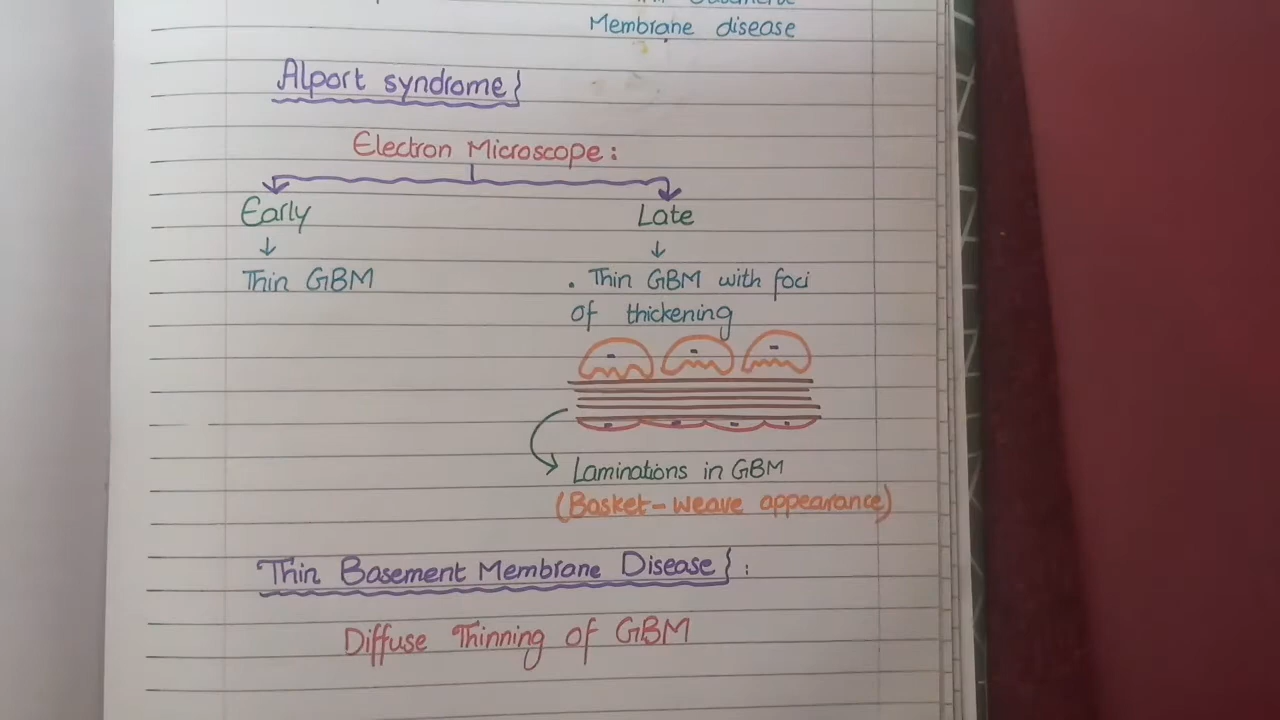 Membrane disease
Alport syndrome}
Electron Microscope:
Early
Late
Thin GBM
. Thin GBM with foci
of thickening
Laminations in GBM
(Basket-weave appearance)
Thin Basement Membrane Disease} :
Diffuse Thinning of GBM